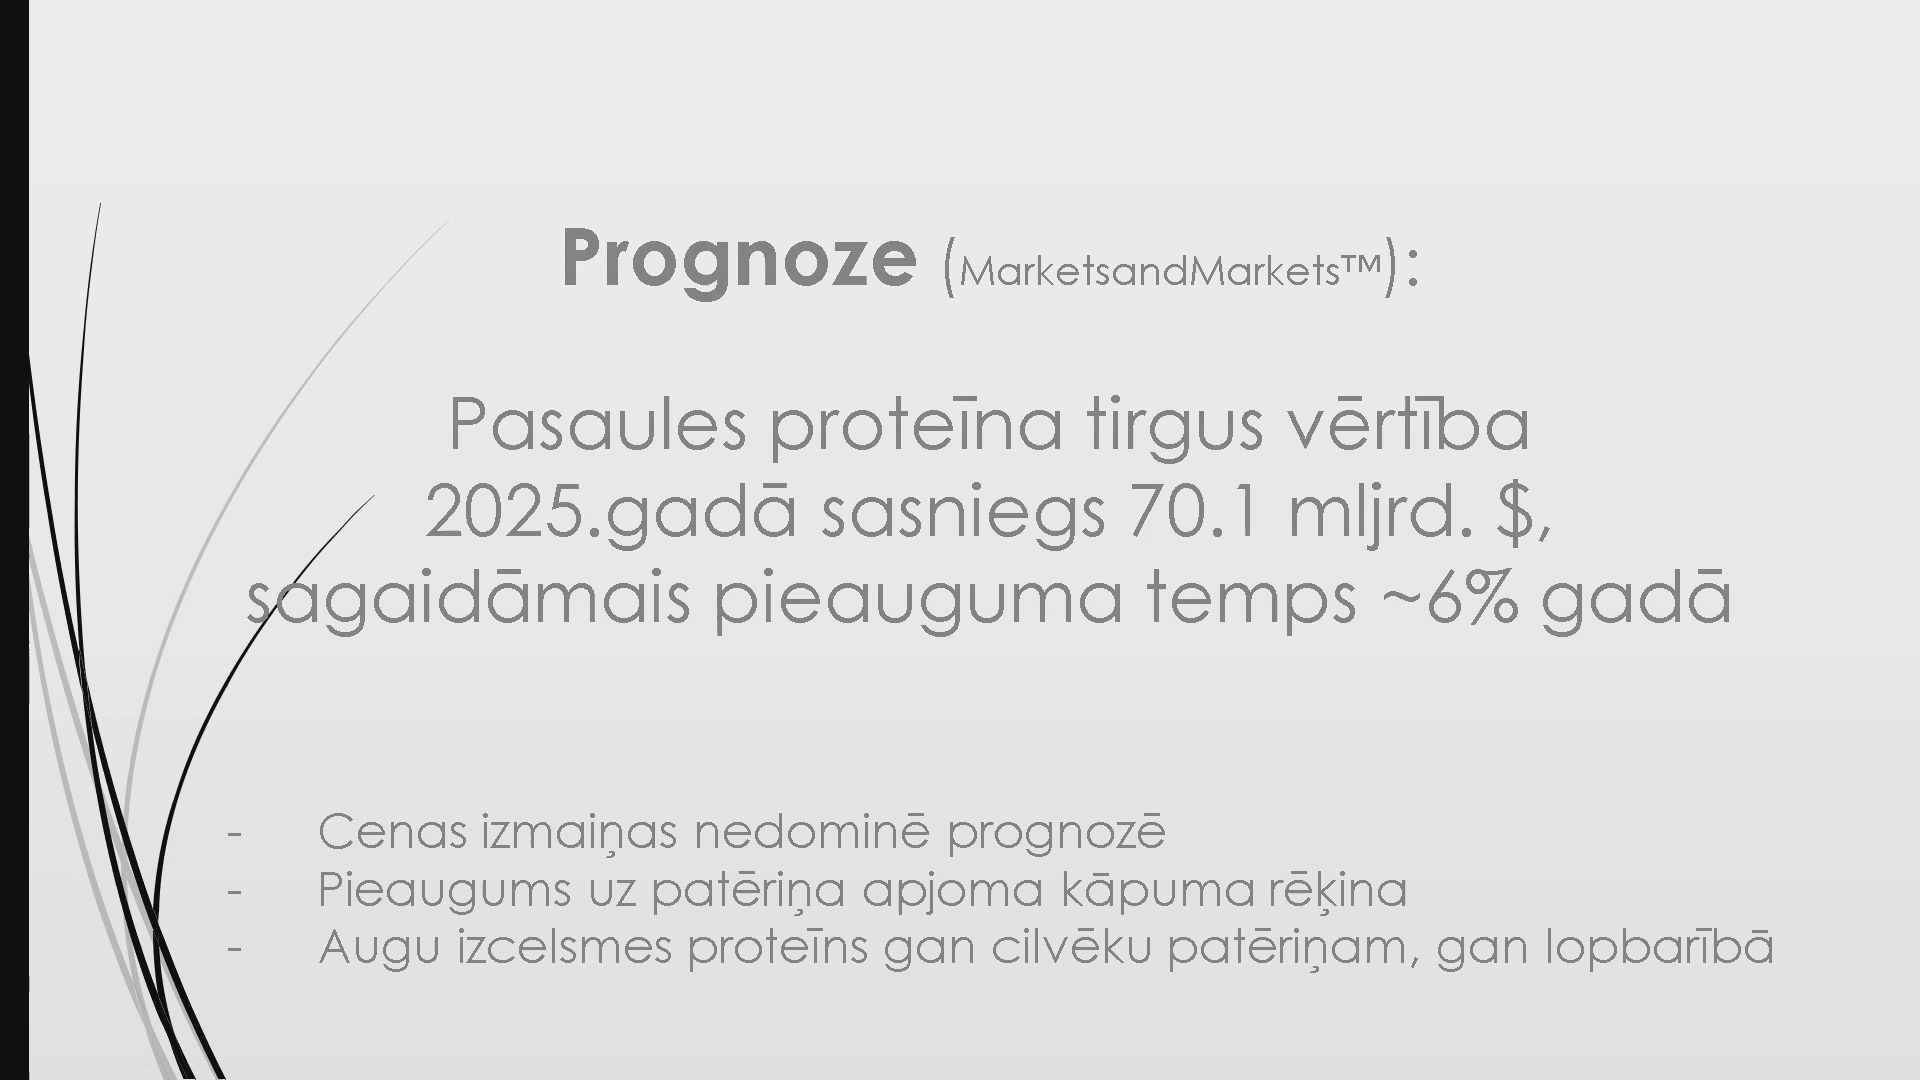 Prognoze (MarketsandMarkets™):
Pasaules proteīna tirgus vērtība
2025.gadā sasniegs 70.1 mljrd. $,
sagaidāmais pieauguma temps ~6% gadā
- Cenas izmaiņas nedominē prognozē
- Pieaugums uz patēriņa apjoma kāpuma rēķina
- Augu izcelsmes proteīns gan cilvēku patēriņam, gan lopbarībā